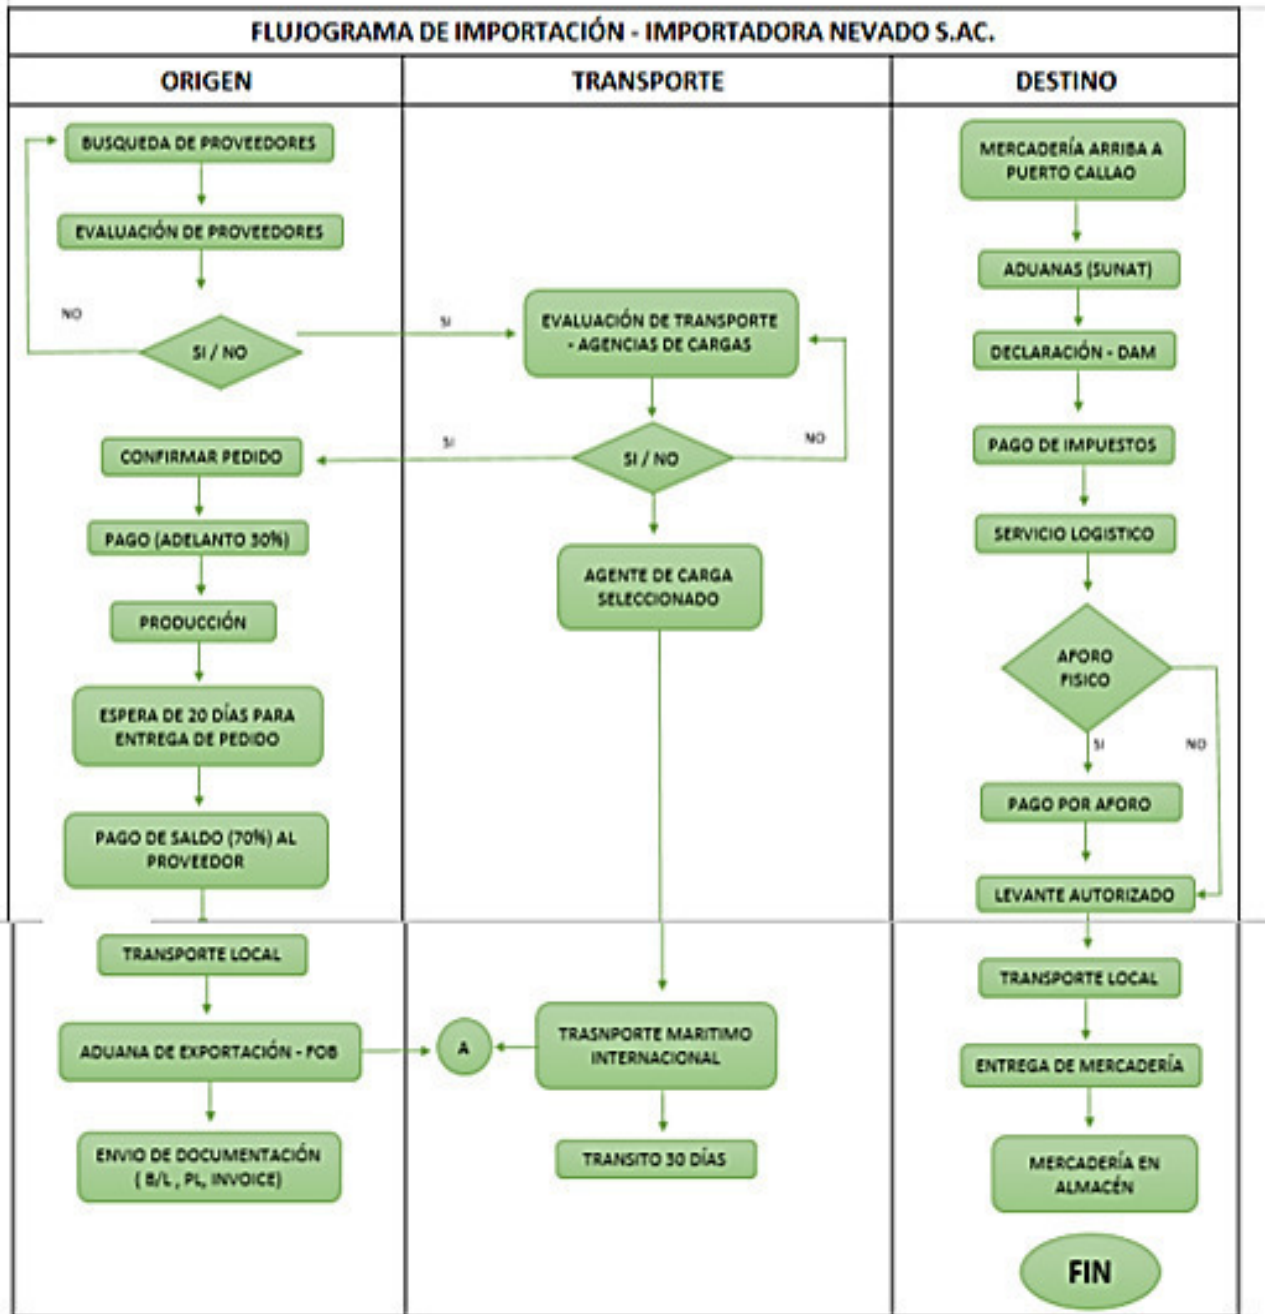 FLUJOGRAMA DE IMPORTACIÓN - IMPORTADORA NEVADO S.AC.
ORIGEN
BUSQUEDA DE PROVEEDORES
EVALUACIÓN DE PROVEEDORES
NO
SI / NO
SI
CONFIRMAR PEDIDO
SI
PAGO (ADELANTO 30%)
PRODUCCIÓN
ESPERA DE 20 DÍAS PARA
ENTREGA DE PEDIDO
PAGO DE SALDO (70%) AL
PROVEEDOR
TRANSPORTE LOCAL
ADUANA DE EXPORTACIÓN - FOB
ENVIO DE DOCUMENTACIÓN
( B/L , PL, INVOICE)
TRANSPORTE
EVALUACIÓN DE TRANSPORTE
- AGENCIAS DE CARGAS
SI / NO
NO
AGENTE DE CARGA
SELECCIONADO
A
TRASNPORTE MARITIMO
INTERNACIONAL
TRANSITO 30 DÍAS
DESTINO
MERCADERÍA ARRIBA A
PUERTO CALLAO
ADUANAS (SUNAT)
DECLARACIÓN - DAM
PAGO DE IMPUESTOS
SERVICIO LOGISTICO
AFORO
FISICO
SI
NO
PAGO POR AFORO
LEVANTE AUTORIZADO
TRANSPORTE LOCAL
ENTREGA DE MERCADERÍA
MERCADERÍA EN
ALMACÉN
FIN